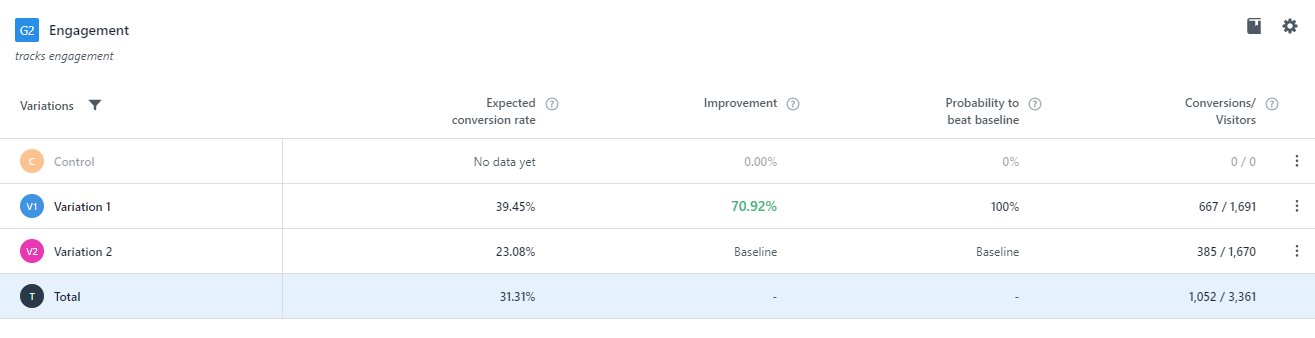 G2 Engagement
tracks engagement
Variations Expected conversion rate ? Improvement ? Probability to beat baseline ? Conversions/ Visitors ?
C Control No data yet 0.00% 0% 0 / 0
V1 Variation 1 39.45% 70.92% 100% 667 / 1,691
V2 Variation 2 23.08% Baseline Baseline 385 / 1,670
T Total 31.31% - - 1,052 / 3,361